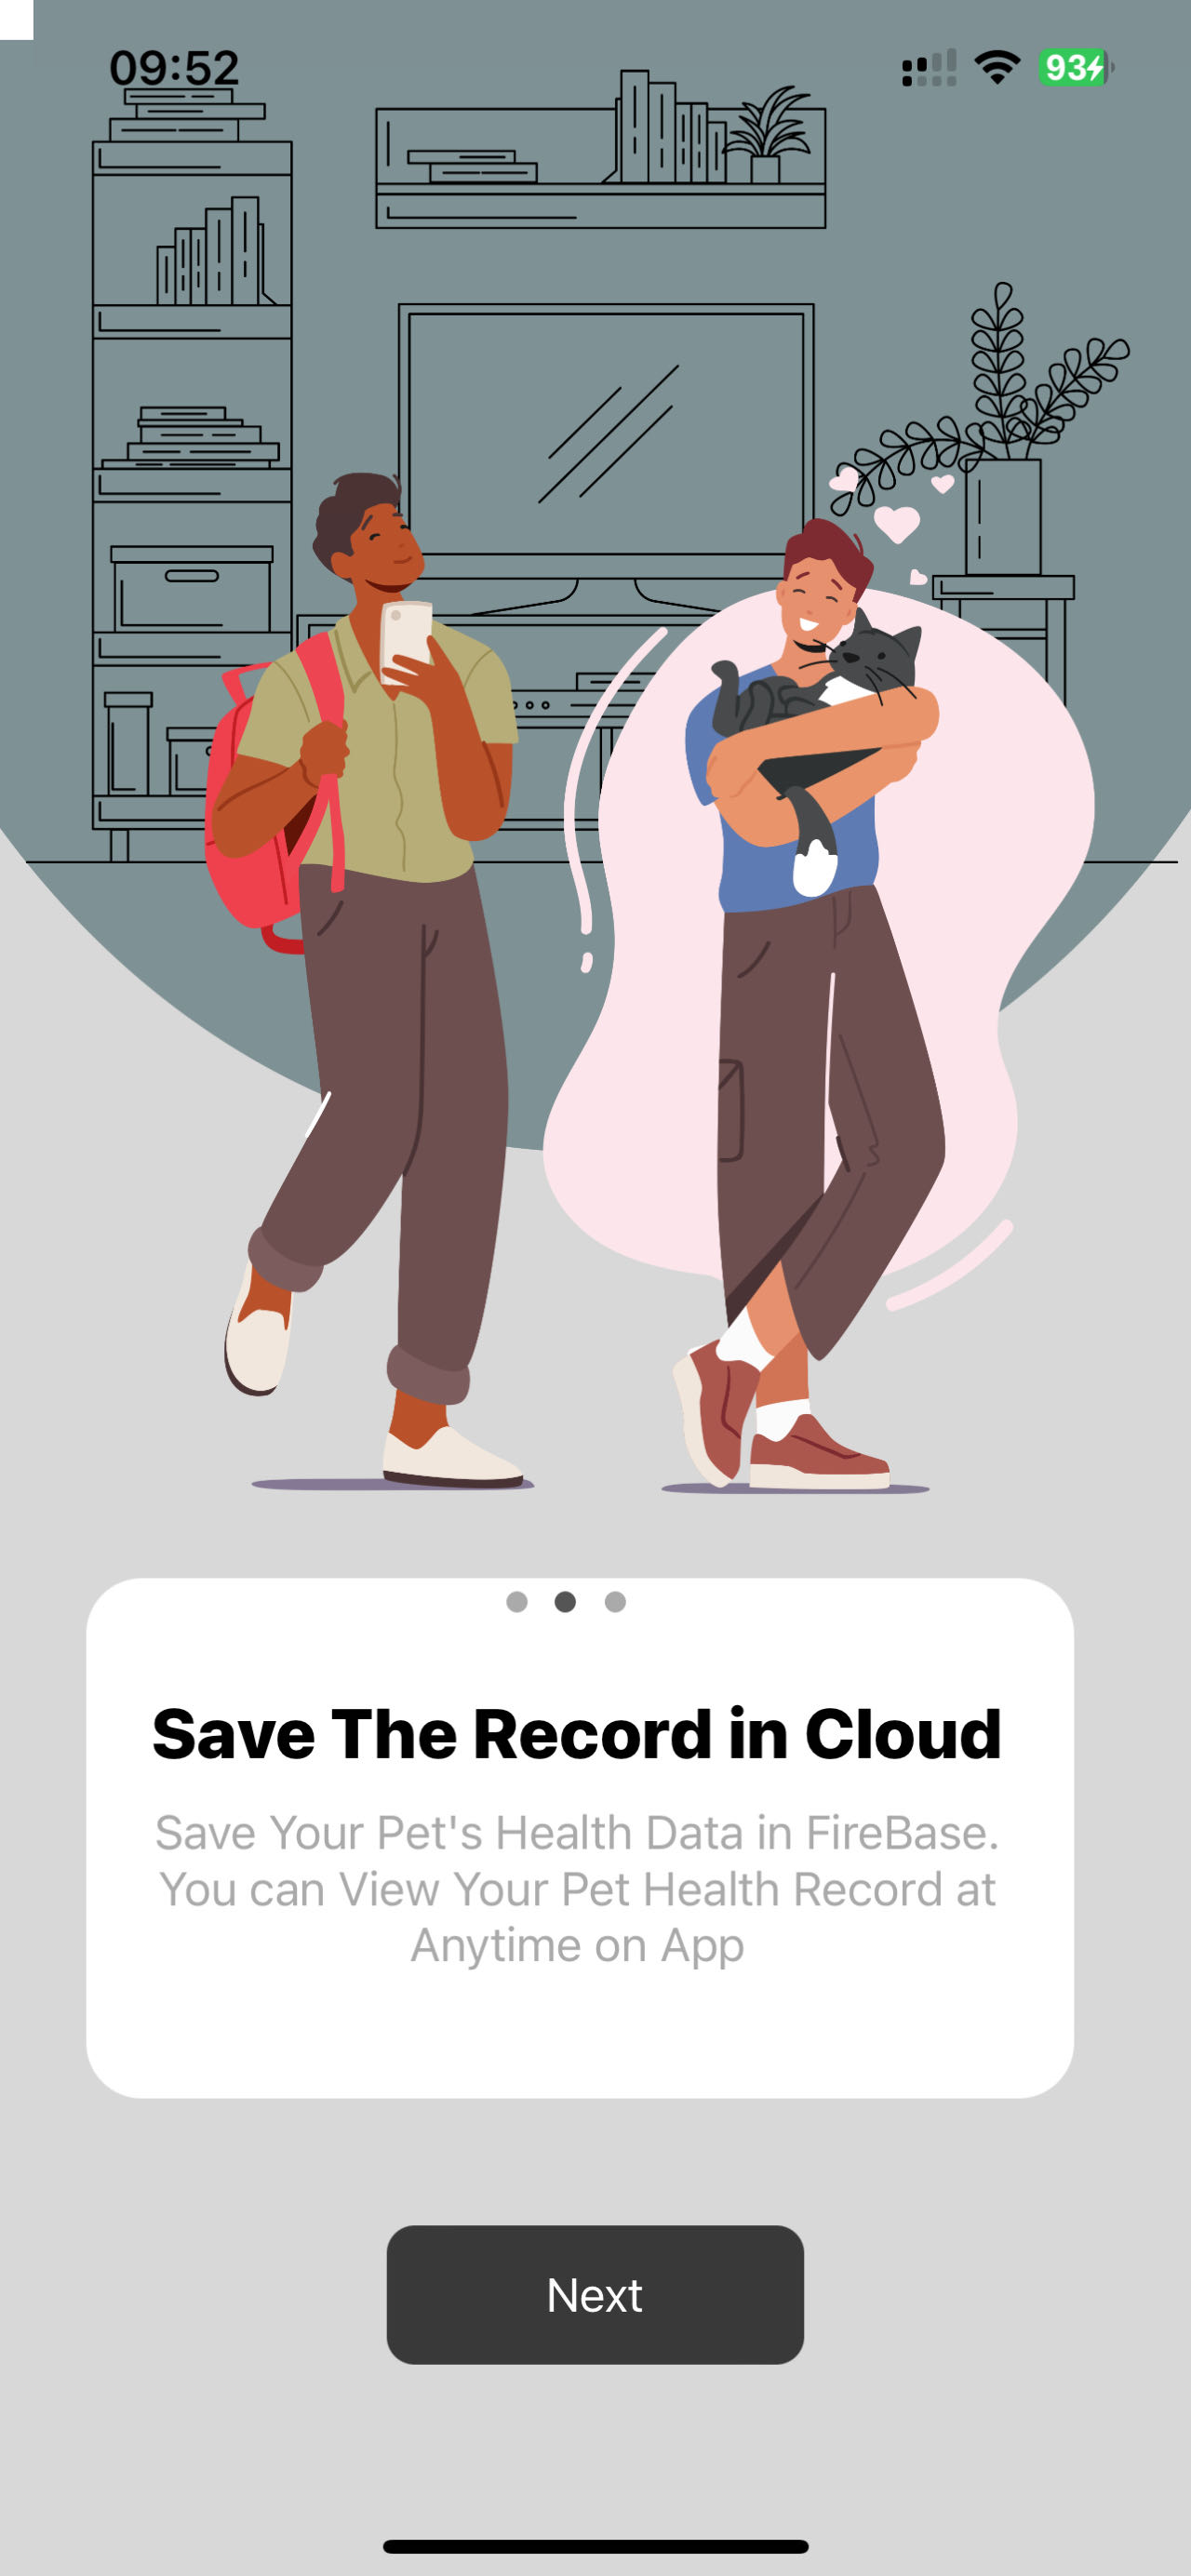 09:52
93
Save The Record in Cloud
Save Your Pet's Health Data in FireBase.
You can View Your Pet Health Record at
Anytime on App
Next